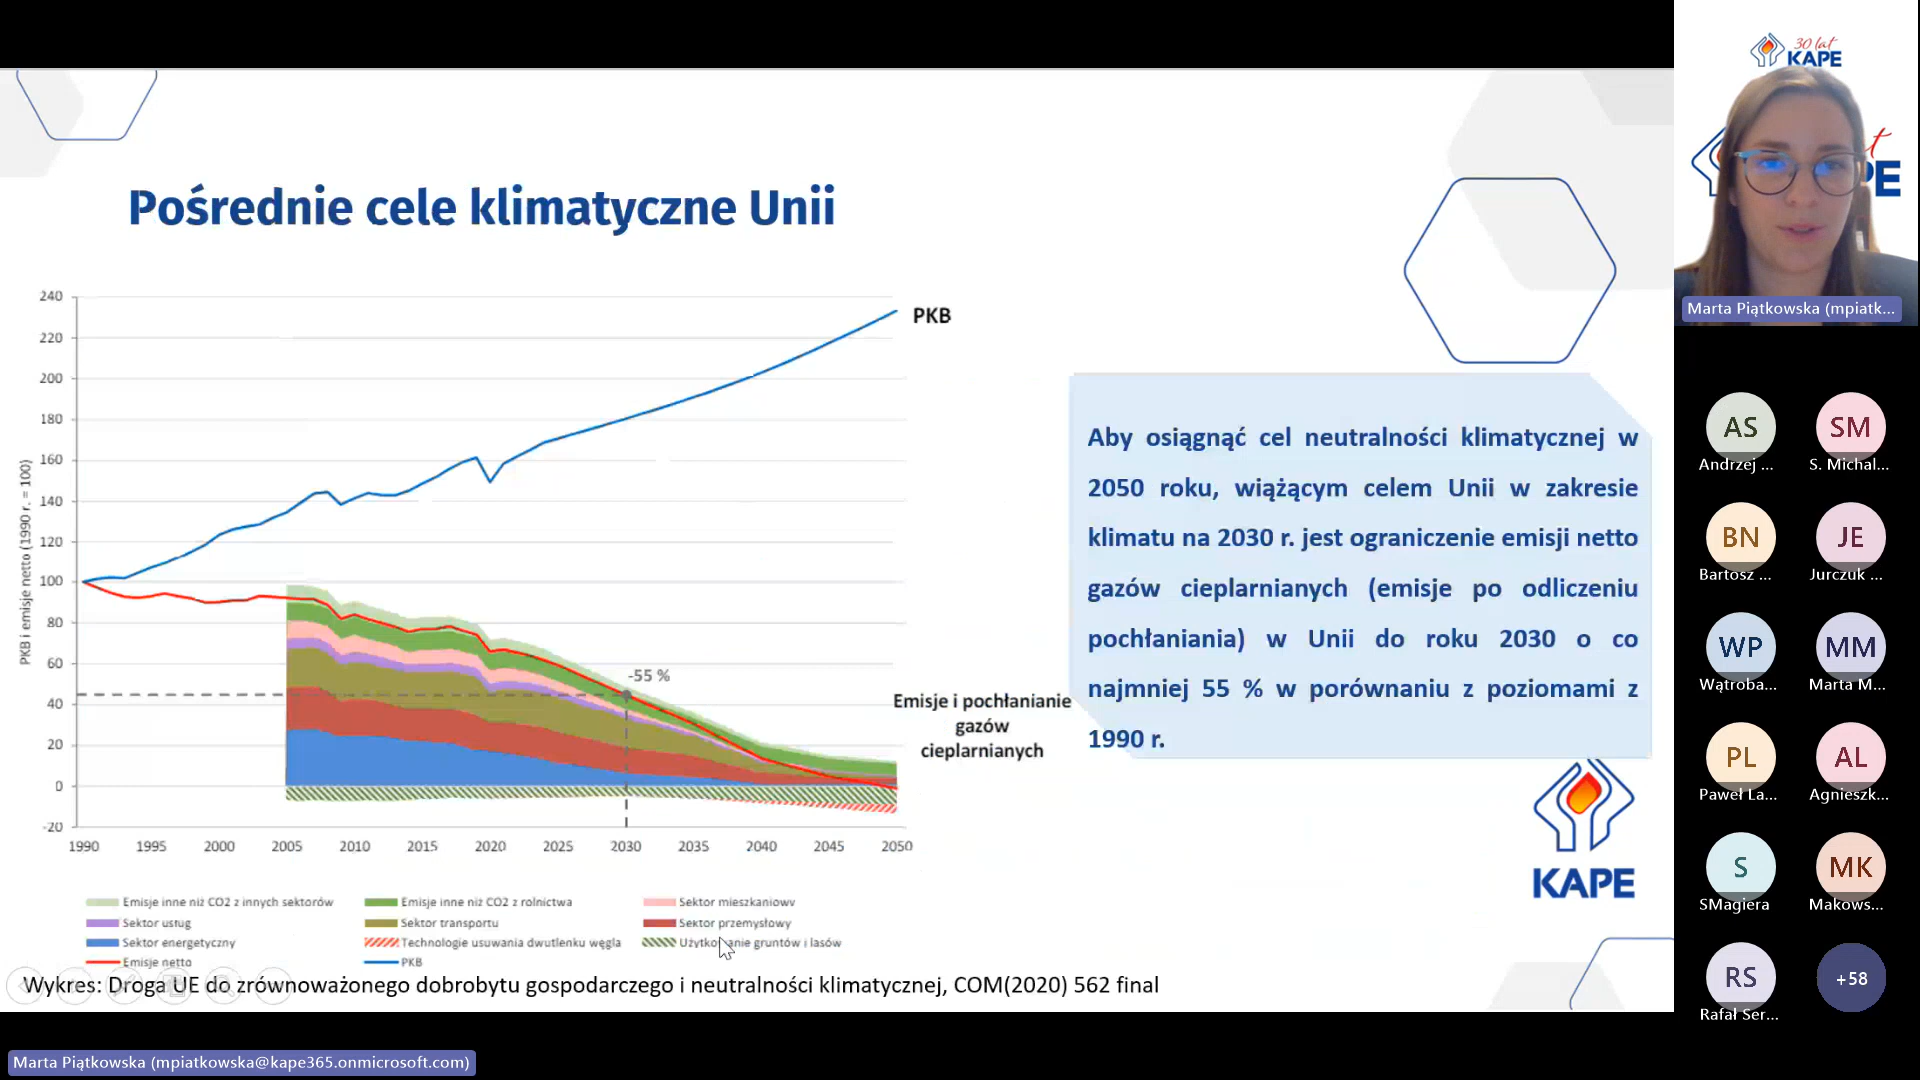 30 lat
KAPE
Marta Piątkowska (mpiatk...
Pośrednie cele klimatyczne Unii
PKB i emisje netto (1990 r. = 100)
240
220
200
180
160
140
120
100
80
60
40
20
0
-20
1990 1995 2000 2005 2010 2015 2020 2025 2030 2035 2040 2045 2050
PKB
-55 %
Emisje i pochłanianie
gazów
cieplarnianych
Emisje inne niż CO2 z innych sektorów Emisje inne niż CO2 z rolnictwa Sektor mieszkaniowy
Sektor usług Sektor transportu Sektor przemysłowy
Sektor energetyczny Technologie usuwania dwutlenku węgla Użytkowanie gruntów i lasów
Emisje netto PKB
Wykres: Droga UE do zrównoważonego dobrobytu gospodarczego i neutralności klimatycznej, COM(2020) 562 final
Aby osiągnąć cel neutralności klimatycznej w
2050 roku, wiążącym celem Unii w zakresie
klimatu na 2030 r. jest ograniczenie emisji netto
gazów cieplarnianych (emisje po odliczeniu
pochłaniania) w Unii do roku 2030 o co
najmniej 55 % w porównaniu z poziomami z
1990 r.
KAPE
AS SM
Andrzej ... S. Michal...
BN JE
Bartosz ... Jurczuk ...
WP MM
Wątroba... Marta M...
PL AL
Paweł La... Agnieszk...
S MK
SMagiera Makows...
RS +58
Rafał Ser...
Marta Piątkowska (mpiatkowska@kape365.onmicrosoft.com)